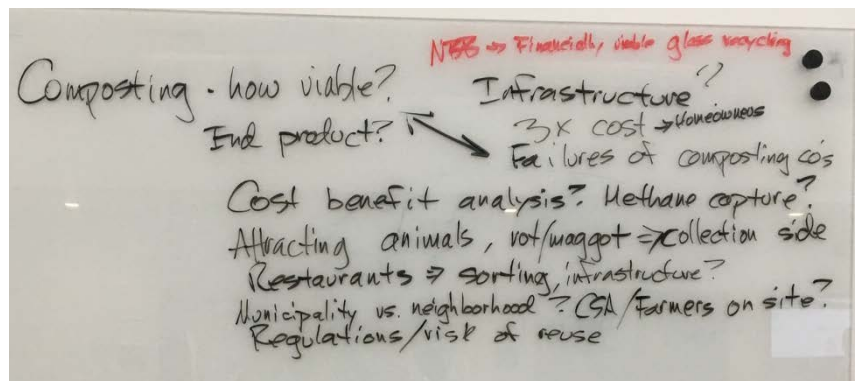 → Financially viable glass recycling
Composting - how viable?
Infrastructure?
End product?
3x cost → Homeowners
Failures of composting co's
Cost benefit analysis? Methane capture?
Attracting animals, rot/maggot ⇒ collection side
Restaurants ⇒ sorting, infrastructure?
Municipality vs. neighborhood? CSA/Farmers on site?
Regulations/risk of reuse